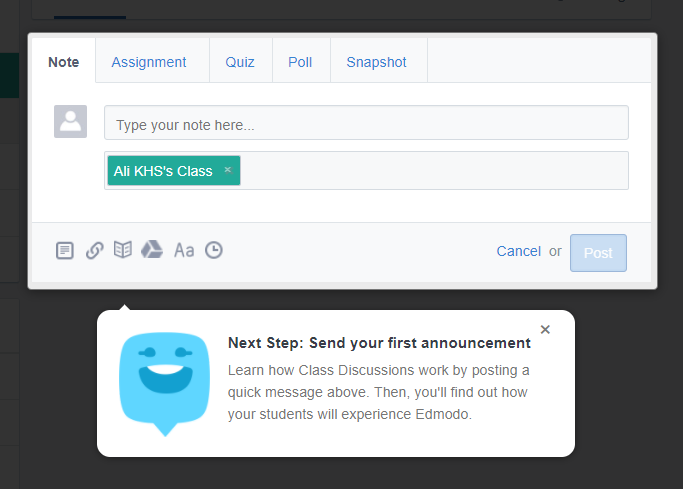 Note Assignment Quiz Poll Snapshot
Type your note here...
Ali KHS's Class ×
Aa Cancel or Post
Next Step: Send your first announcement ×
Learn how Class Discussions work by posting a
quick message above. Then, you'll find out how
your students will experience Edmodo.